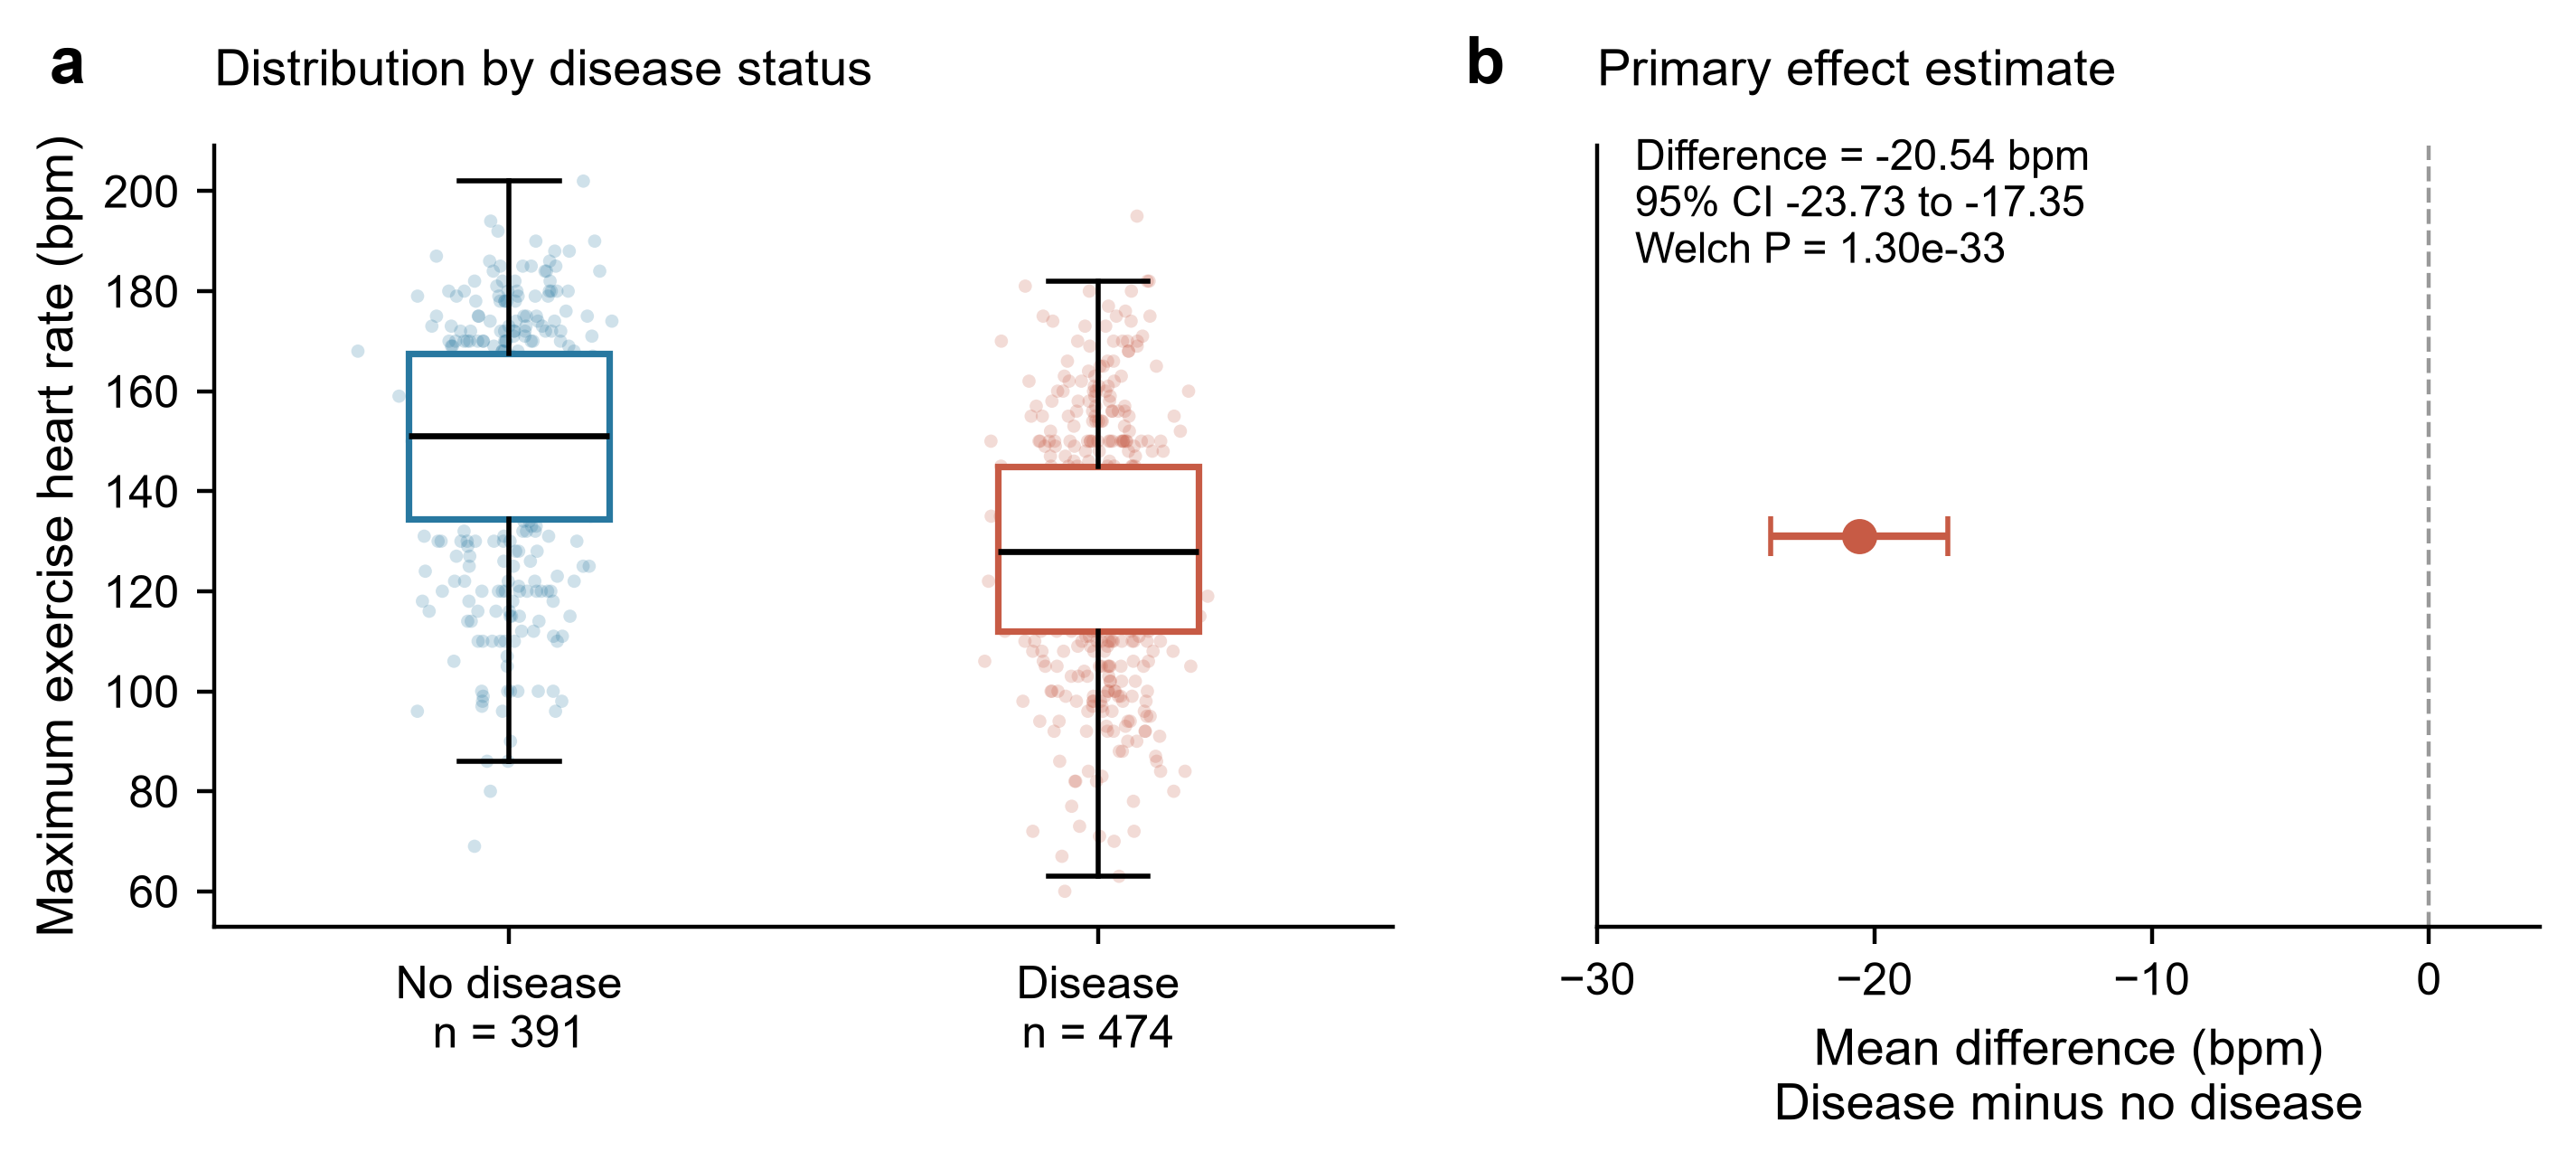 a
Distribution by disease status
Maximum exercise heart rate (bpm)
200
180
160
140
120
100
80
60
No disease
n = 391
Disease
n = 474
b
Primary effect estimate
Difference = -20.54 bpm
95% CI -23.73 to -17.35
Welch P = 1.30e-33
−30
−20
−10
0
Mean difference (bpm)
Disease minus no disease